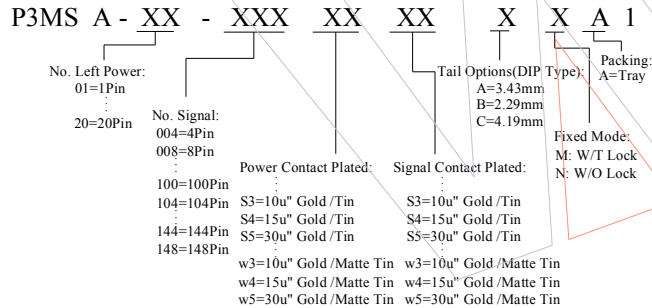 P3MS A - XX - XXX XX XX X X A 1
No. Left Power:
01=1Pin
⋮
20=20Pin
No. Signal:
004=4Pin
008=8Pin
⋮
100=100Pin
104=104Pin
⋮
144=144Pin
148=148Pin
Power Contact Plated:
⋮
S3=10u" Gold /Tin
S4=15u" Gold /Tin
S5=30u" Gold /Tin
⋮
w3=10u" Gold /Matte Tin
w4=15u" Gold /Matte Tin
w5=30u" Gold /Matte Tin
Signal Contact Plated:
⋮
S3=10u" Gold /Tin
S4=15u" Gold /Tin
S5=30u" Gold /Tin
⋮
w3=10u" Gold /Matte Tin
w4=15u" Gold /Matte Tin
w5=30u" Gold /Matte Tin
Tail Options(DIP Type):
A=3.43mm
B=2.29mm
C=4.19mm
Fixed Mode:
M: W/T Lock
N: W/O Lock
Packing:
A=Tray